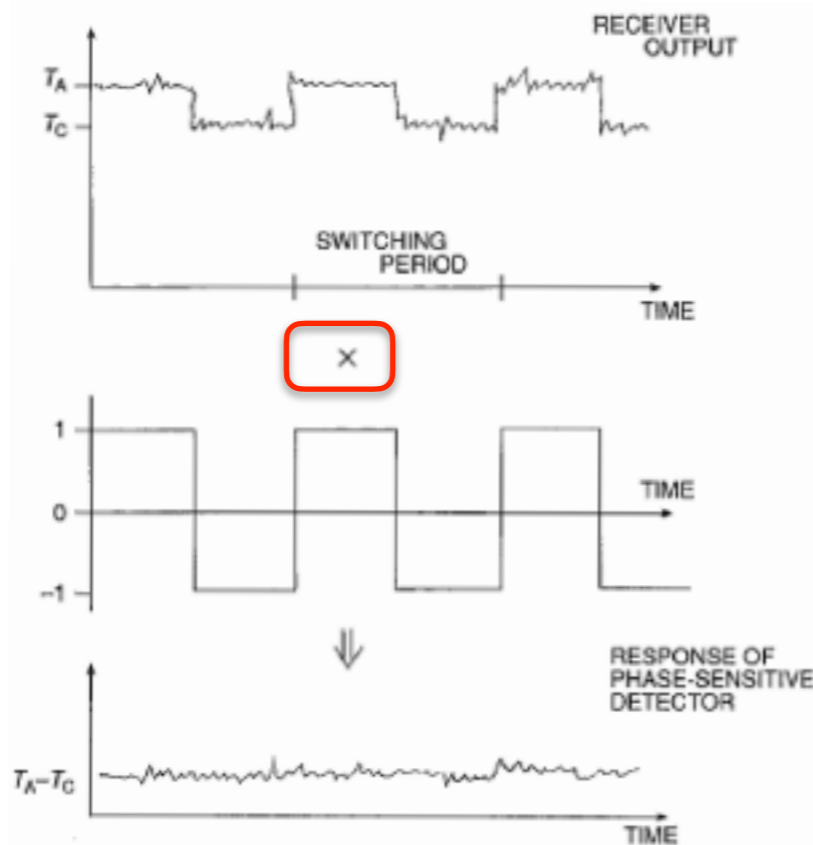 RECEIVER
OUTPUT
T_A
T_C
SWITCHING
PERIOD
TIME
×
1
TIME
0
−1
⇓
RESPONSE OF
PHASE-SENSITIVE
DETECTOR
T_A–T_C
TIME